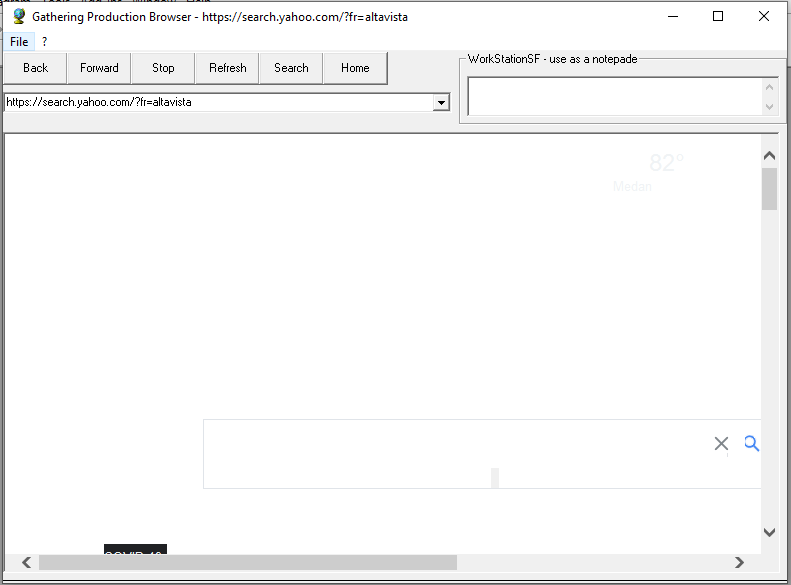 Gathering Production Browser - https://search.yahoo.com/?fr=altavista
File ?
Back Forward Stop Refresh Search Home
WorkStationSF - use as a notepade
https://search.yahoo.com/?fr=altavista
82°
Medan